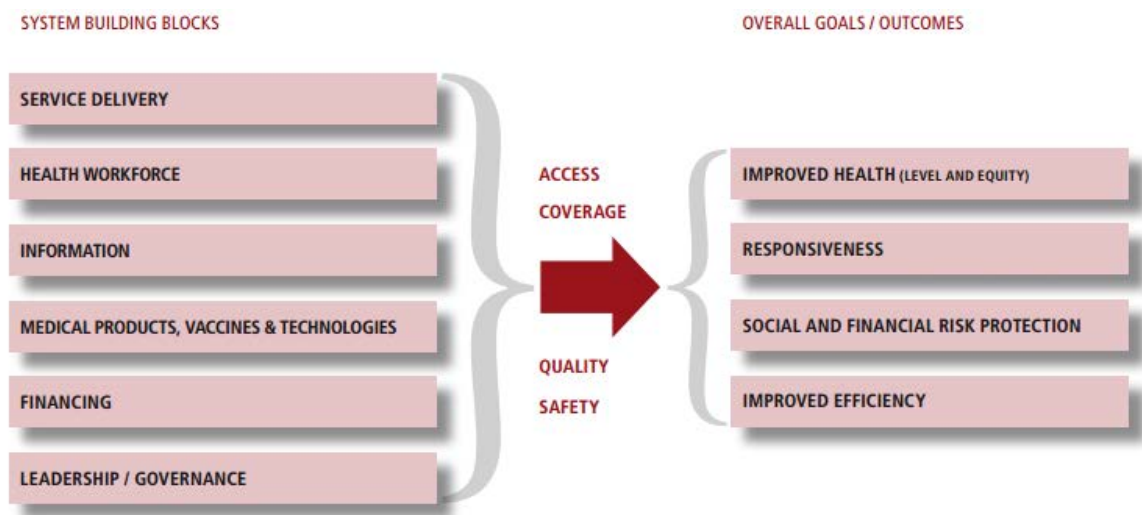 SYSTEM BUILDING BLOCKS
SERVICE DELIVERY
HEALTH WORKFORCE
INFORMATION
MEDICAL PRODUCTS, VACCINES & TECHNOLOGIES
FINANCING
LEADERSHIP / GOVERNANCE
ACCESS
COVERAGE
QUALITY
SAFETY
OVERALL GOALS / OUTCOMES
IMPROVED HEALTH (LEVEL AND EQUITY)
RESPONSIVENESS
SOCIAL AND FINANCIAL RISK PROTECTION
IMPROVED EFFICIENCY